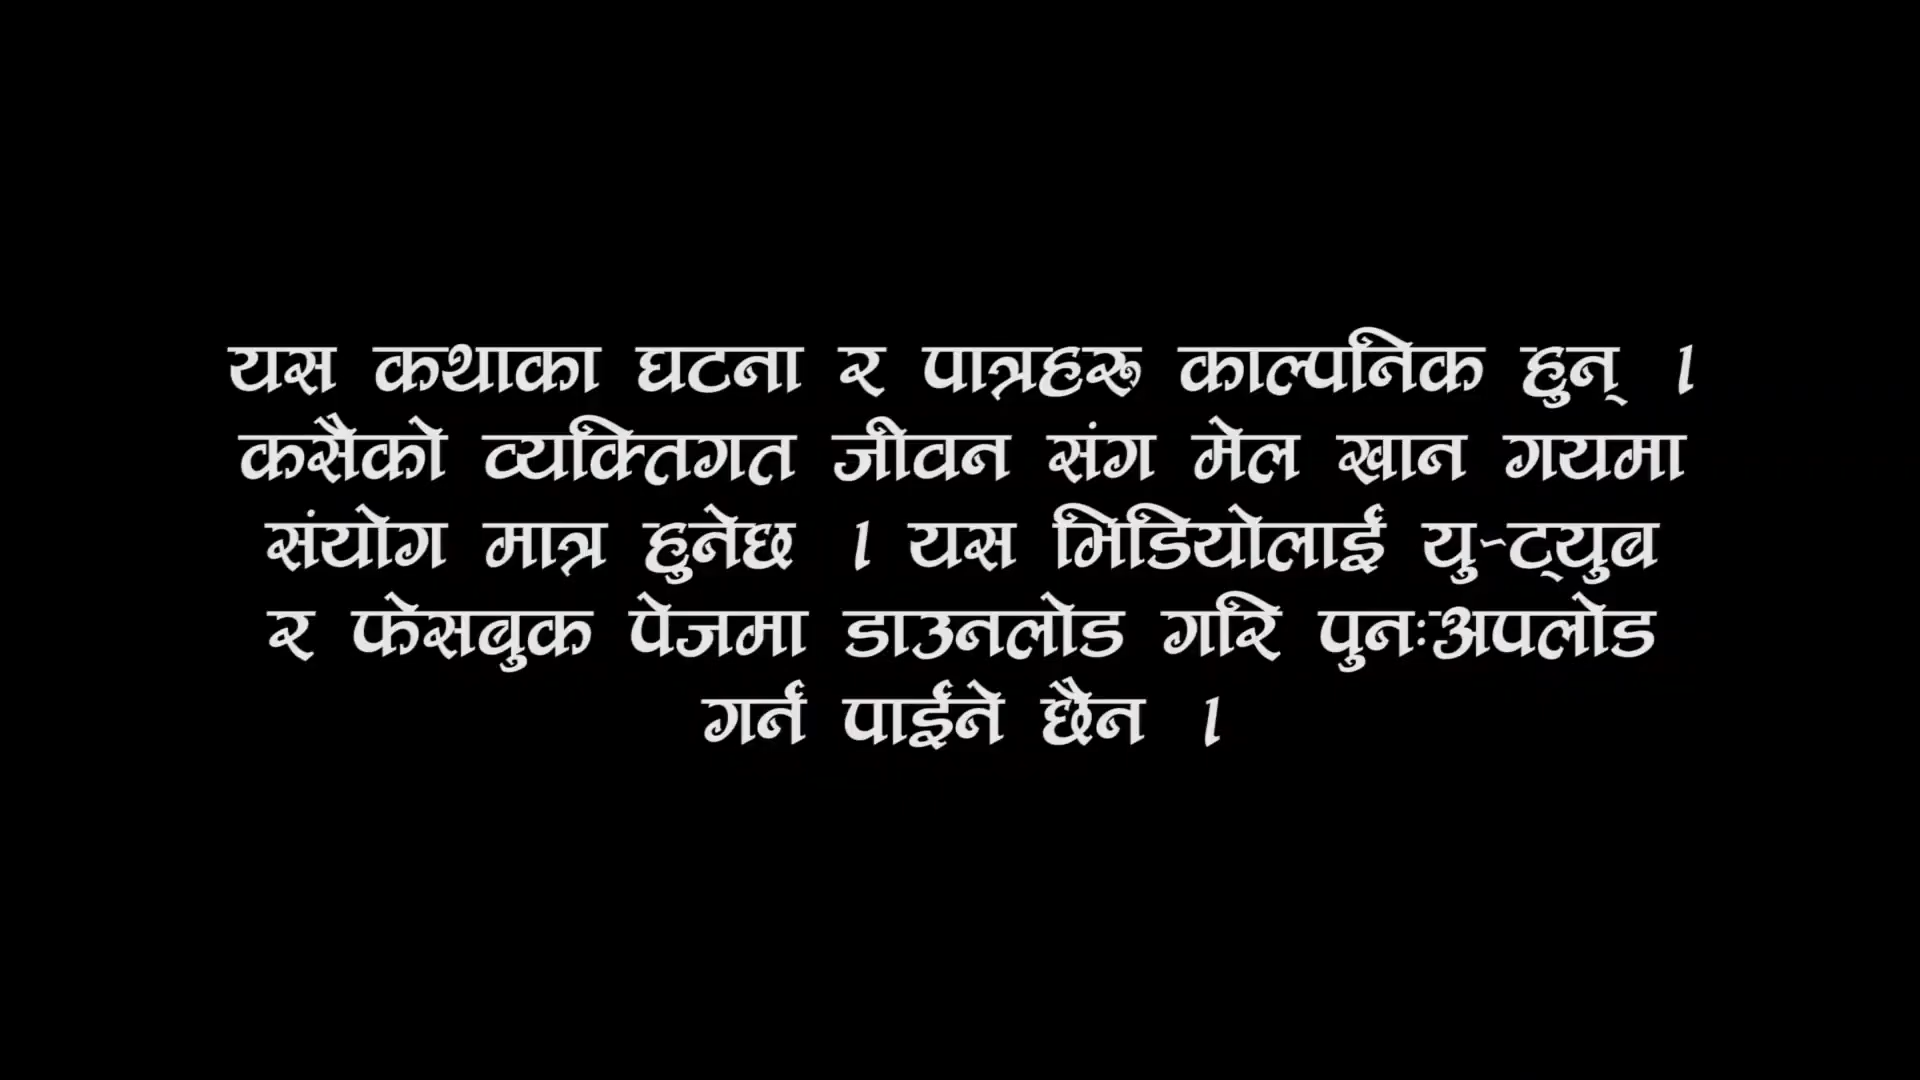 यस कथाका घटना र पात्रहरु काल्पनिक हुन् ।
कसैको व्यक्तिगत जीवन संग मेल खान गयमा
संयोग मात्र हुनेछ । यस भिडियोलाई यु-ट्युब
र फेसबुक पेजमा डाउनलोड गरि पुनःअपलोड
गर्न पाईने छैन ।